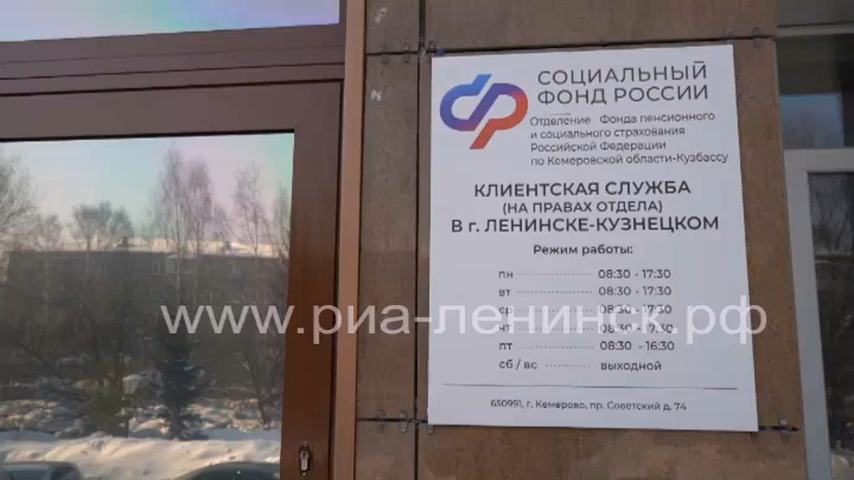 СОЦИАЛЬНЫЙ
ФОНД РОССИИ
Отделение Фонда пенсионного
и социального страхования
Российской Федерации
по Кемеровской области-Кузбассу
КЛИЕНТСКАЯ СЛУЖБА
(НА ПРАВАХ ОТДЕЛА)
В г. ЛЕНИНСКЕ-КУЗНЕЦКОМ
Режим работы:
пн 08:30 - 17:30
вт 08:30 - 17:30
ср 08:30 - 17:30
www.риа-ленинск.рф
чт 08:30 - 17:30
пт 08:30 - 16:30
сб / вс выходной
650991, г. Кемерово, пр. Советский д. 74